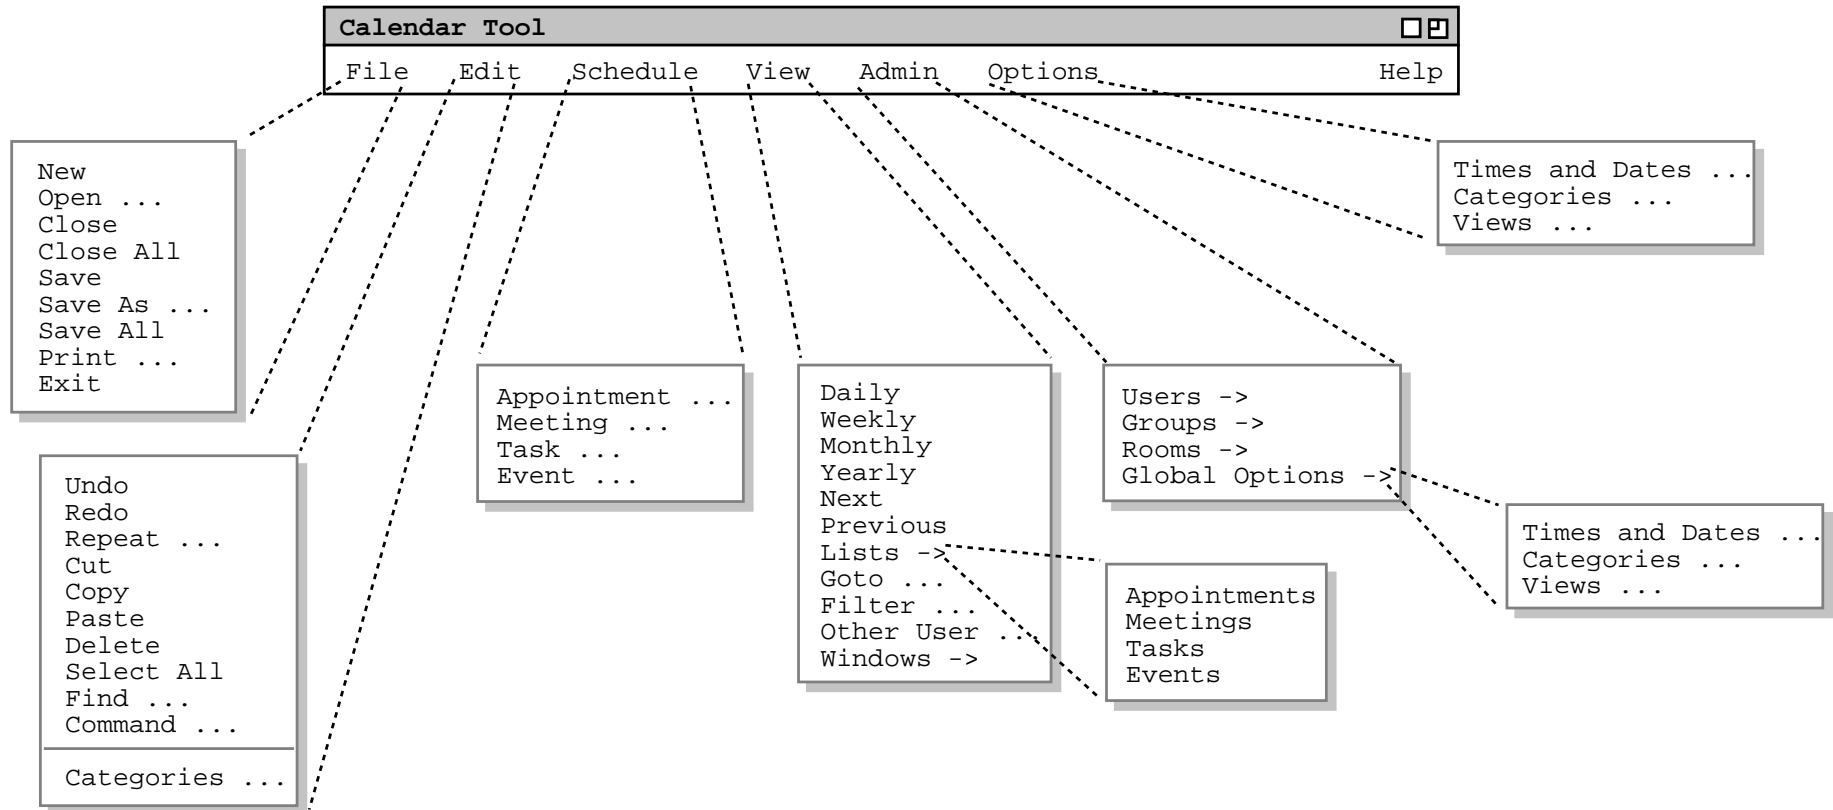 Calendar Tool
File Edit Schedule View Admin Options Help
New
Open ...
Close
Close All
Save
Save As ...
Save All
Print ...
Exit
Undo
Redo
Repeat ...
Cut
Copy
Paste
Delete
Select All
Find ...
Command ...
Categories ...
Appointment ...
Meeting ...
Task ...
Event ...
Daily
Weekly
Monthly
Yearly
Next
Previous
Lists ->
Goto ...
Filter ...
Other User ...
Windows ->
Appointments
Meetings
Tasks
Events
Users ->
Groups ->
Rooms ->
Global Options ->
Times and Dates ...
Categories ...
Views ...
Times and Dates ...
Categories ...
Views ...